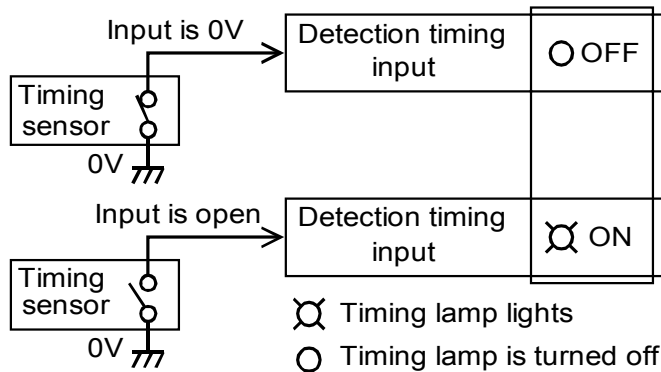 Input is 0V
Detection timing
input
OFF
Timing
sensor
0V
Input is open
Detection timing
input
ON
Timing
sensor
0V
Timing lamp lights
Timing lamp is turned off